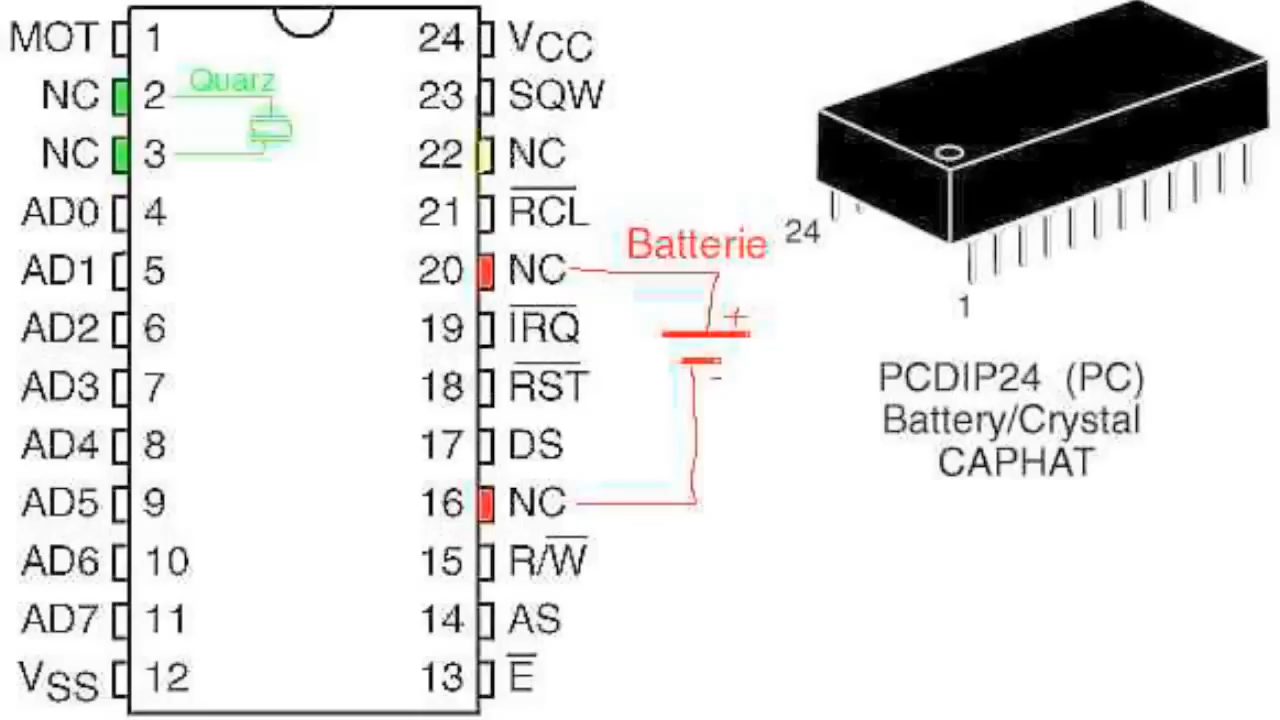 MOT 1 24 VCC
NC 2 Quarz 23 SQW
NC 3 22 NC
AD0 4 21 RCL
AD1 5 20 NC Batterie
AD2 6 19 IRQ +
AD3 7 18 RST -
AD4 8 17 DS
AD5 9 16 NC
AD6 10 15 R/W
AD7 11 14 AS
VSS 12 13 E
24
1
PCDIP24 (PC)
Battery/Crystal
CAPHAT